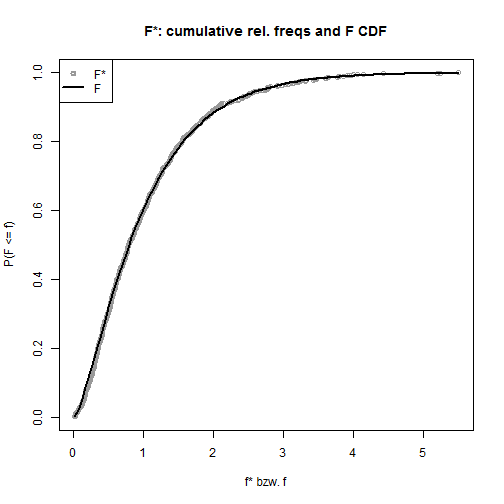 F*: cumulative rel. freqs and F CDF
F*
F
P(F <= f)
1.0
0.8
0.6
0.4
0.2
0.0
0 1 2 3 4 5
f* bzw. f